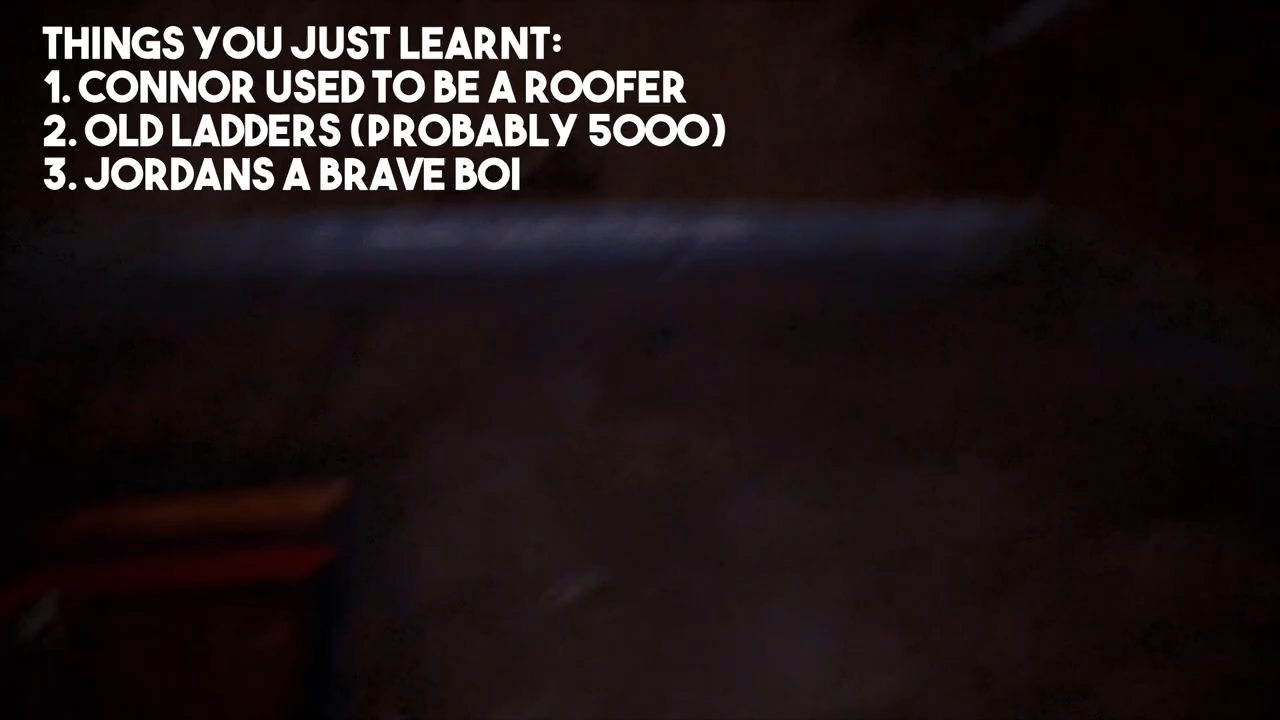 THINGS YOU JUST LEARNT:
1. CONNOR USED TO BE A ROOFER
2. OLD LADDERS (PROBABLY 5000)
3. JORDANS A BRAVE BOI